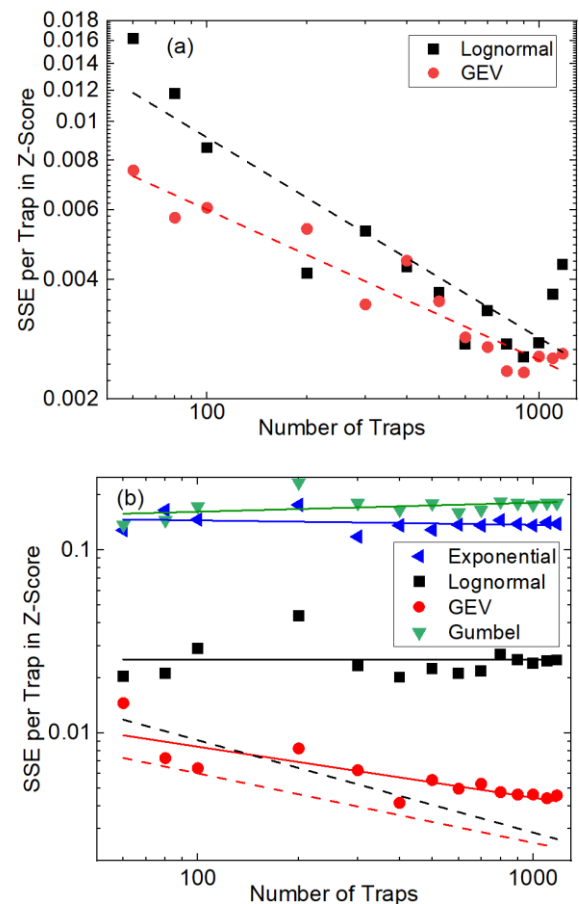 (a)
Lognormal
GEV
SSE per Trap in Z-Score
0.018
0.016
0.014
0.012
0.01
0.008
0.006
0.004
0.002
100
1000
Number of Traps
(b)
Exponential
Lognormal
GEV
Gumbel
SSE per Trap in Z-Score
0.1
0.01
100
1000
Number of Traps